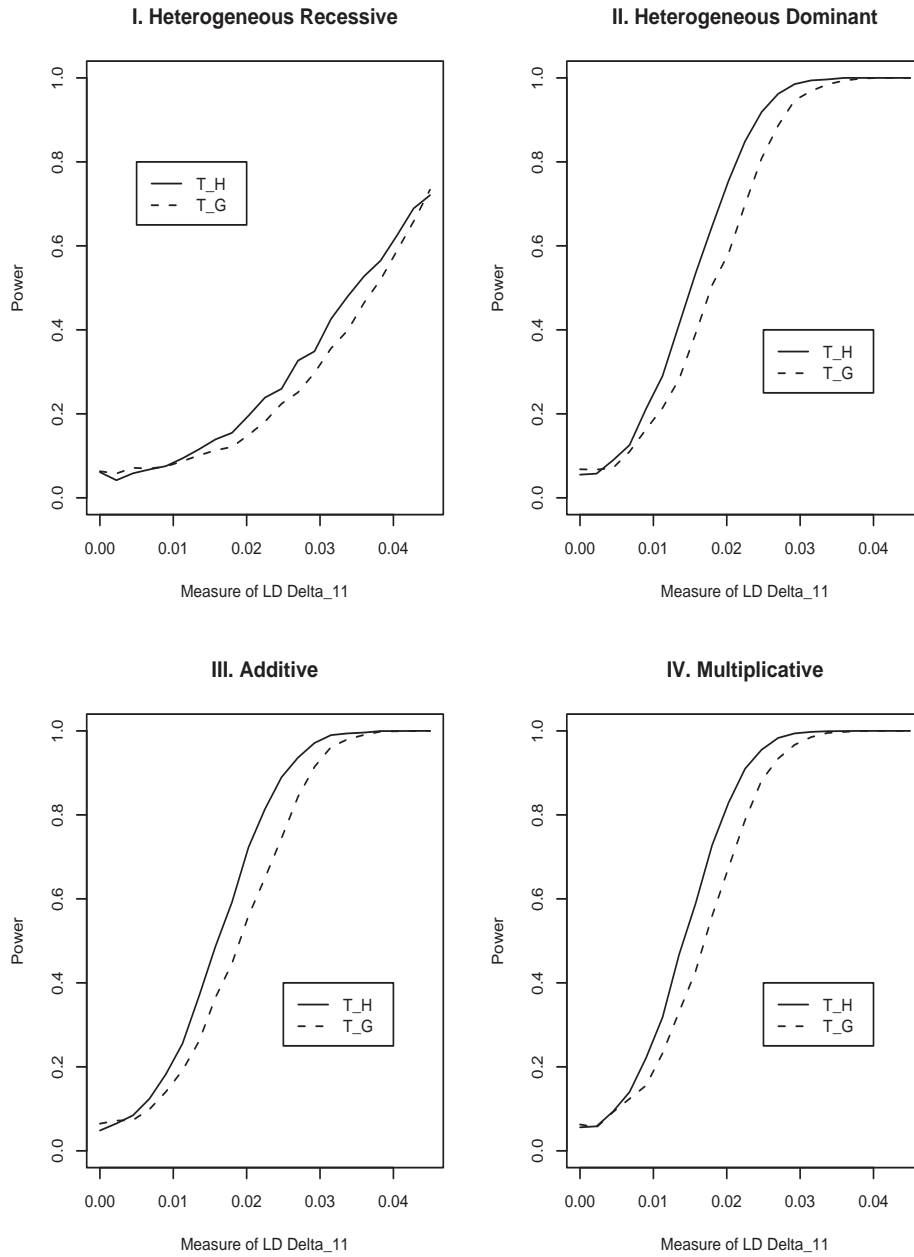 I. Heterogeneous Recessive
1.0
0.8
0.6
0.4
0.2
0.0
Power
T_H
T_G
0.00 0.01 0.02 0.03 0.04
Measure of LD Delta_11
II. Heterogeneous Dominant
1.0
0.8
0.6
0.4
0.2
0.0
Power
T_H
T_G
0.00 0.01 0.02 0.03 0.04
Measure of LD Delta_11
III. Additive
1.0
0.8
0.6
0.4
0.2
0.0
Power
T_H
T_G
0.00 0.01 0.02 0.03 0.04
Measure of LD Delta_11
IV. Multiplicative
1.0
0.8
0.6
0.4
0.2
0.0
Power
T_H
T_G
0.00 0.01 0.02 0.03 0.04
Measure of LD Delta_11